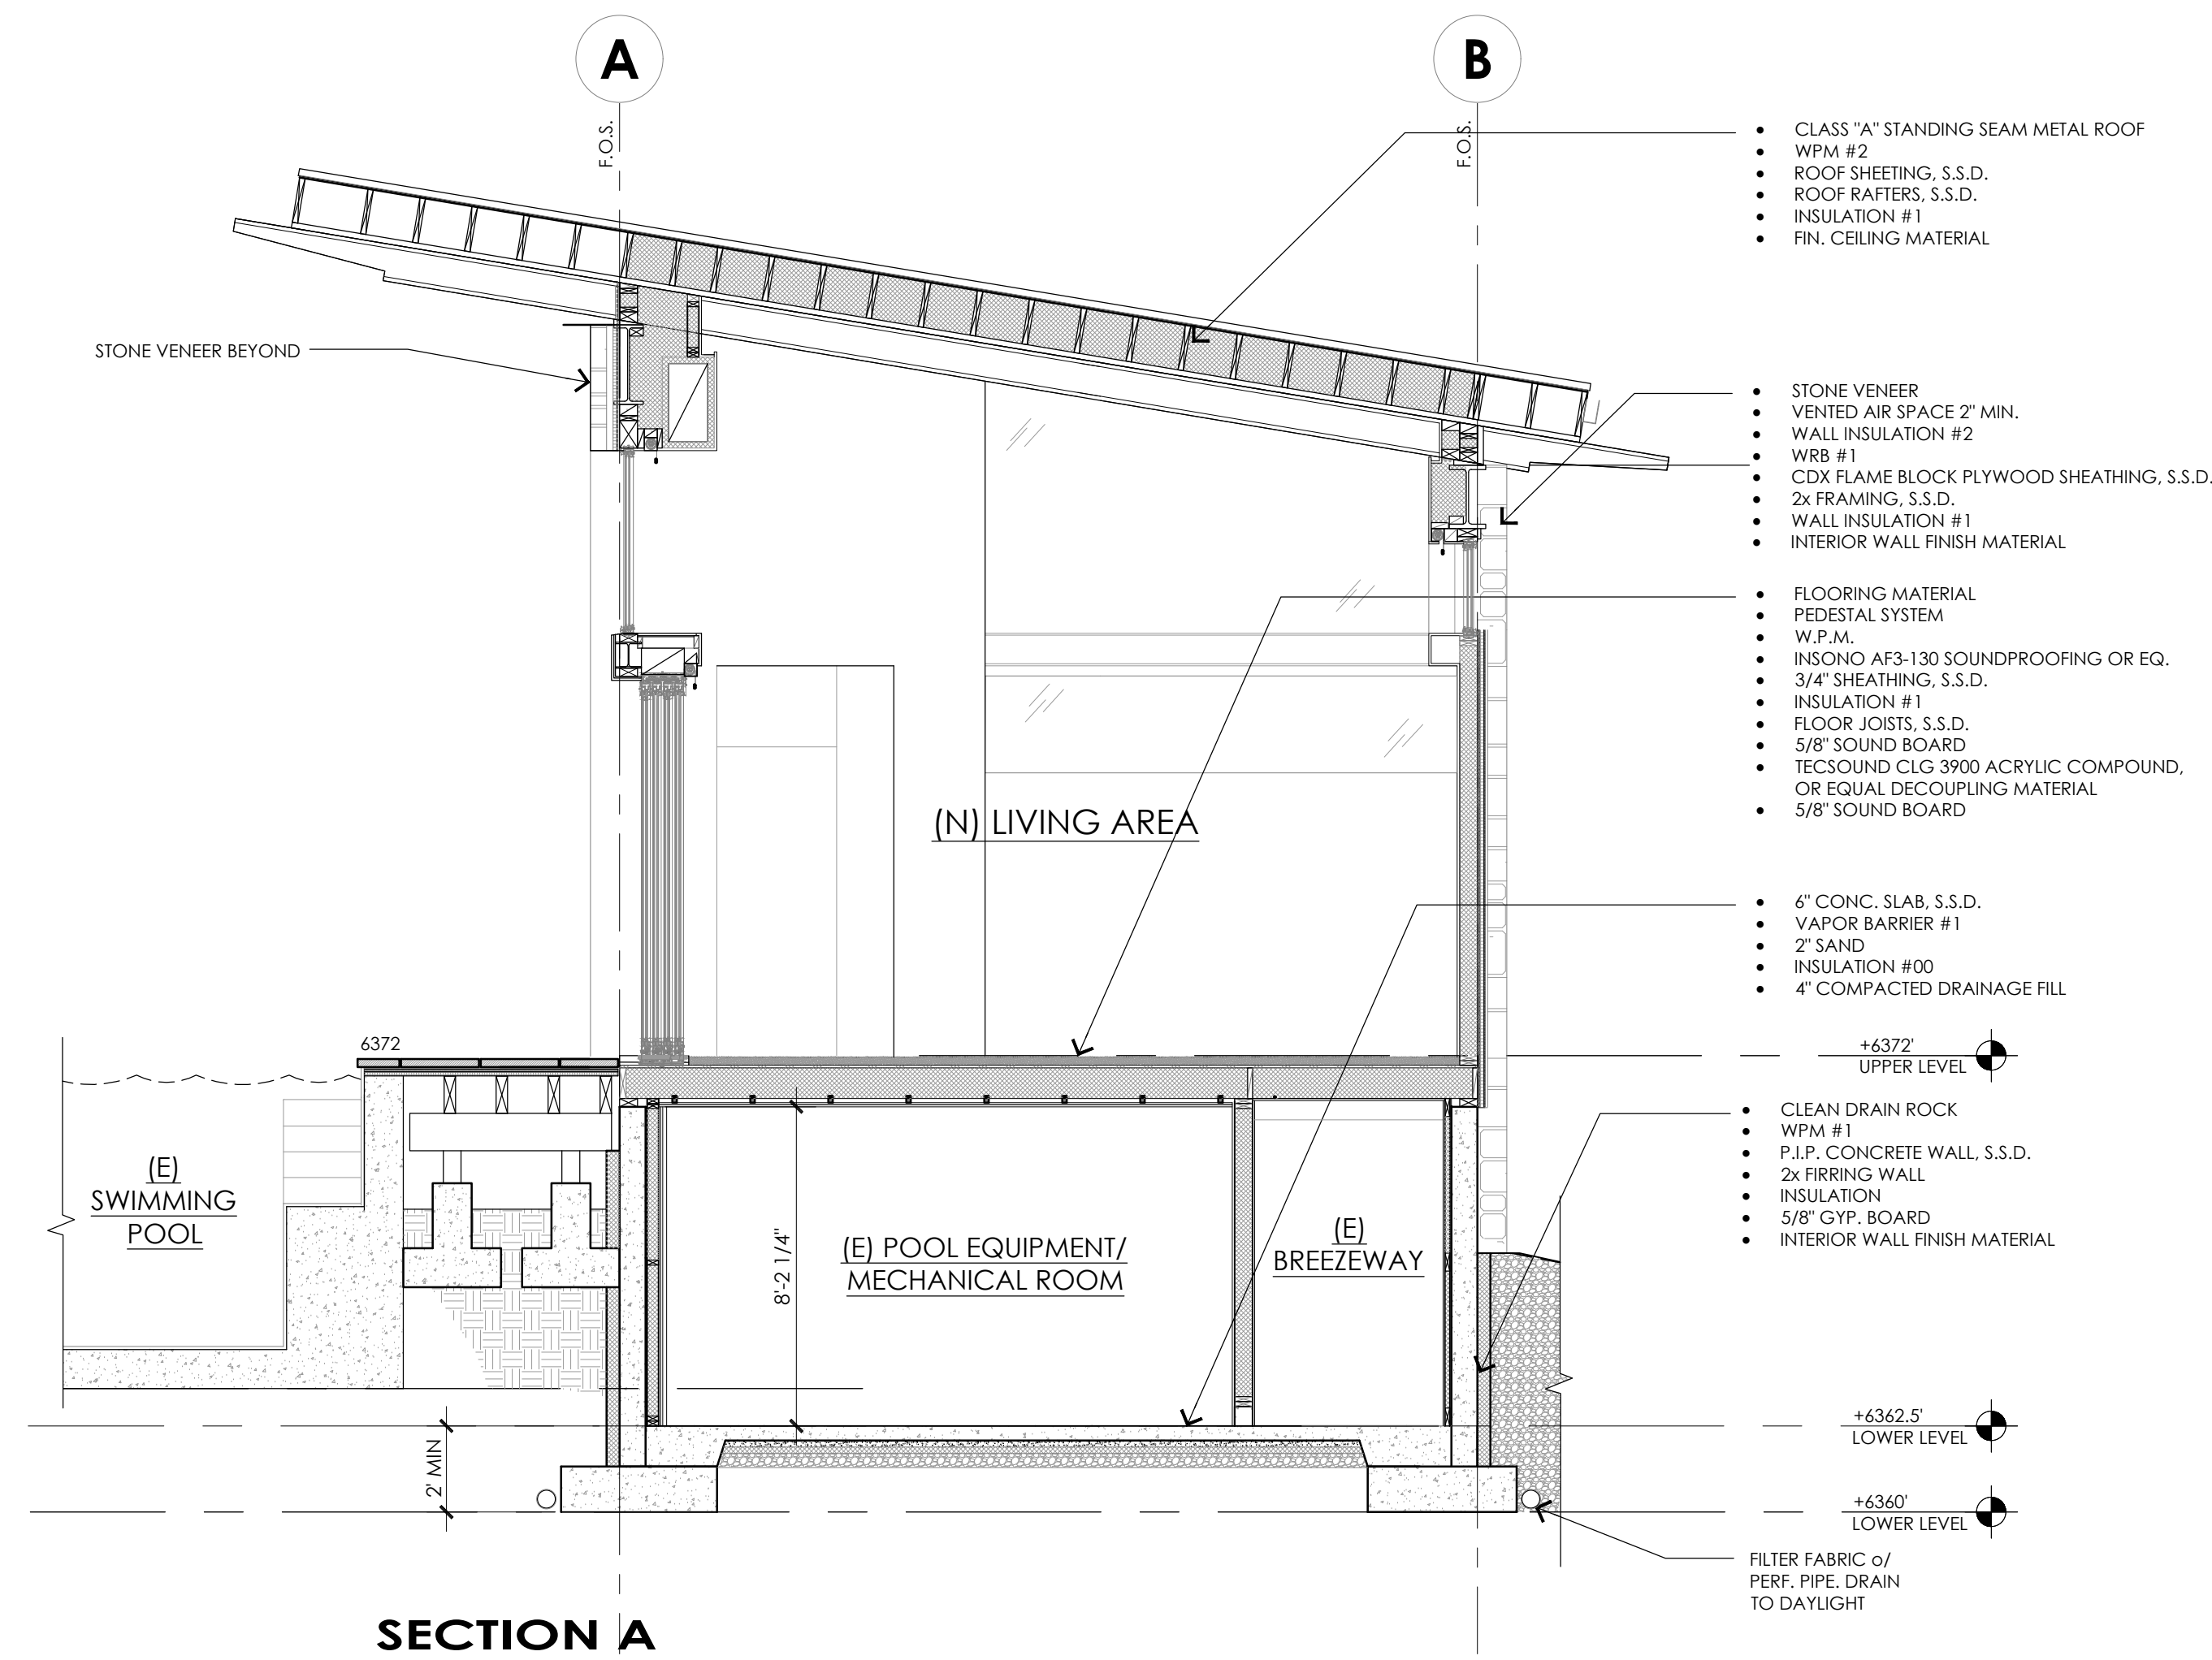 A
B
F.O.S.
F.O.S.
• CLASS "A" STANDING SEAM METAL ROOF
• WPM #2
• ROOF SHEETING, S.S.D.
• ROOF RAFTERS, S.S.D.
• INSULATION #1
• FIN. CEILING MATERIAL
STONE VENEER BEYOND
• STONE VENEER
• VENTED AIR SPACE 2" MIN.
• WALL INSULATION #2
• WRB #1
• CDX FLAME BLOCK PLYWOOD SHEATHING, S.S.D.
• 2x FRAMING, S.S.D.
• WALL INSULATION #1
• INTERIOR WALL FINISH MATERIAL
• FLOORING MATERIAL
• PEDESTAL SYSTEM
• W.P.M.
• INSONO AF3-130 SOUNDPROOFING OR EQ.
• 3/4" SHEATHING, S.S.D.
• INSULATION #1
• FLOOR JOISTS, S.S.D.
• 5/8" SOUND BOARD
• TECSOUND CLG 3900 ACRYLIC COMPOUND,
OR EQUAL DECOUPLING MATERIAL
• 5/8" SOUND BOARD
(N) LIVING AREA
• 6" CONC. SLAB, S.S.D.
• VAPOR BARRIER #1
• 2" SAND
• INSULATION #00
• 4" COMPACTED DRAINAGE FILL
6372
+6372'
UPPER LEVEL
• CLEAN DRAIN ROCK
• WPM #1
• P.I.P. CONCRETE WALL, S.S.D.
• 2x FIRRING WALL
• INSULATION
• 5/8" GYP. BOARD
• INTERIOR WALL FINISH MATERIAL
(E)
SWIMMING
POOL
8'-2 1/4"
(E) POOL EQUIPMENT/
MECHANICAL ROOM
(E)
BREEZEWAY
+6362.5'
LOWER LEVEL
2' MIN
+6360'
LOWER LEVEL
FILTER FABRIC o/
PERF. PIPE. DRAIN
TO DAYLIGHT
SECTION A